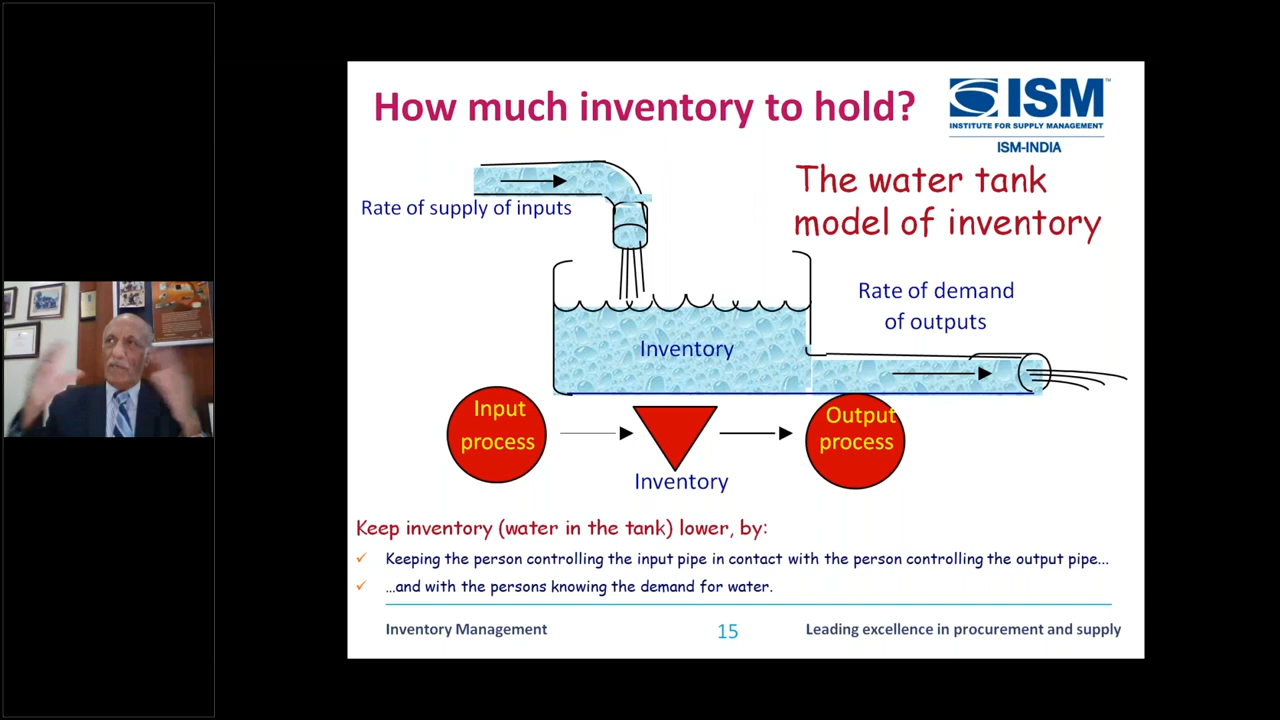 How much inventory to hold?
ISM™
INSTITUTE FOR SUPPLY MANAGEMENT
ISM-INDIA
The water tank
model of inventory
Rate of supply of inputs
Rate of demand
of outputs
Inventory
Input
process
Output
process
Inventory
Keep inventory (water in the tank) lower, by:
✓ Keeping the person controlling the input pipe in contact with the person controlling the output pipe...
✓ ...and with the persons knowing the demand for water.
Inventory Management
15
Leading excellence in procurement and supply